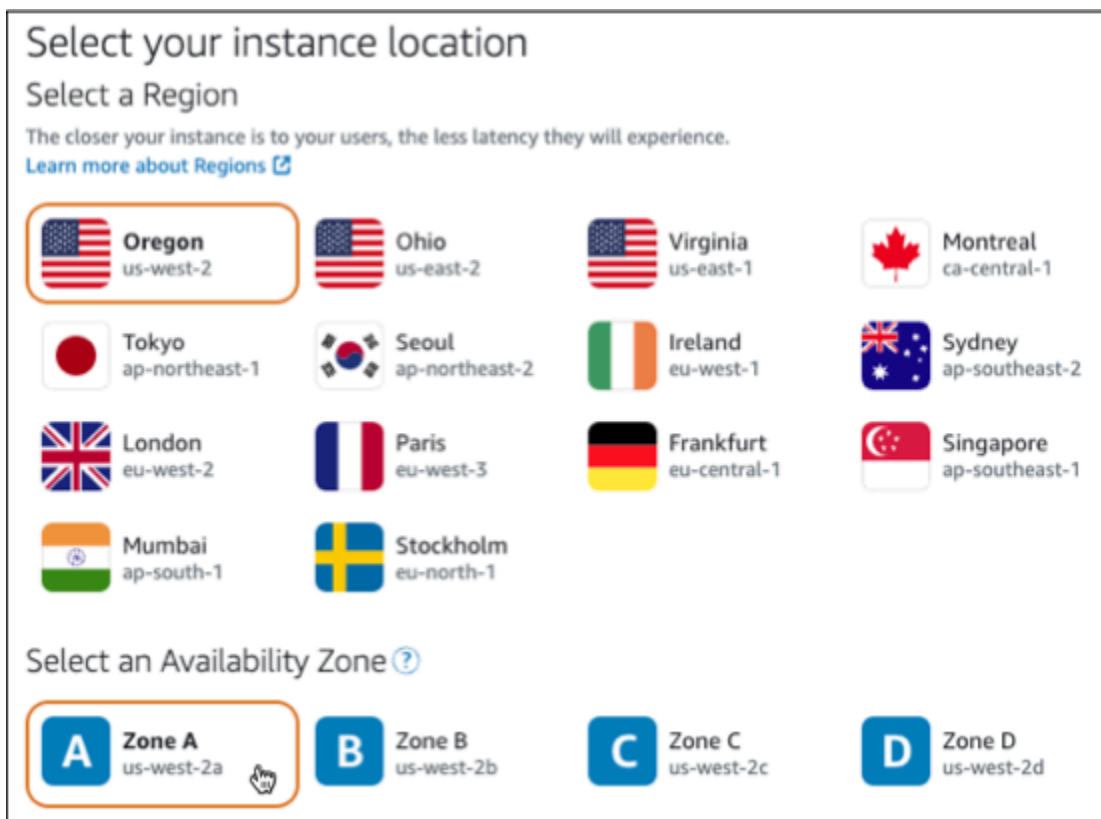 Select your instance location
Select a Region
The closer your instance is to your users, the less latency they will experience.
Learn more about Regions
Oregon
us-west-2
Ohio
us-east-2
Virginia
us-east-1
Montreal
ca-central-1
Tokyo
ap-northeast-1
Seoul
ap-northeast-2
Ireland
eu-west-1
Sydney
ap-southeast-2
London
eu-west-2
Paris
eu-west-3
Frankfurt
eu-central-1
Singapore
ap-southeast-1
Mumbai
ap-south-1
Stockholm
eu-north-1
Select an Availability Zone ?
A
Zone A
us-west-2a
B
Zone B
us-west-2b
C
Zone C
us-west-2c
D
Zone D
us-west-2d